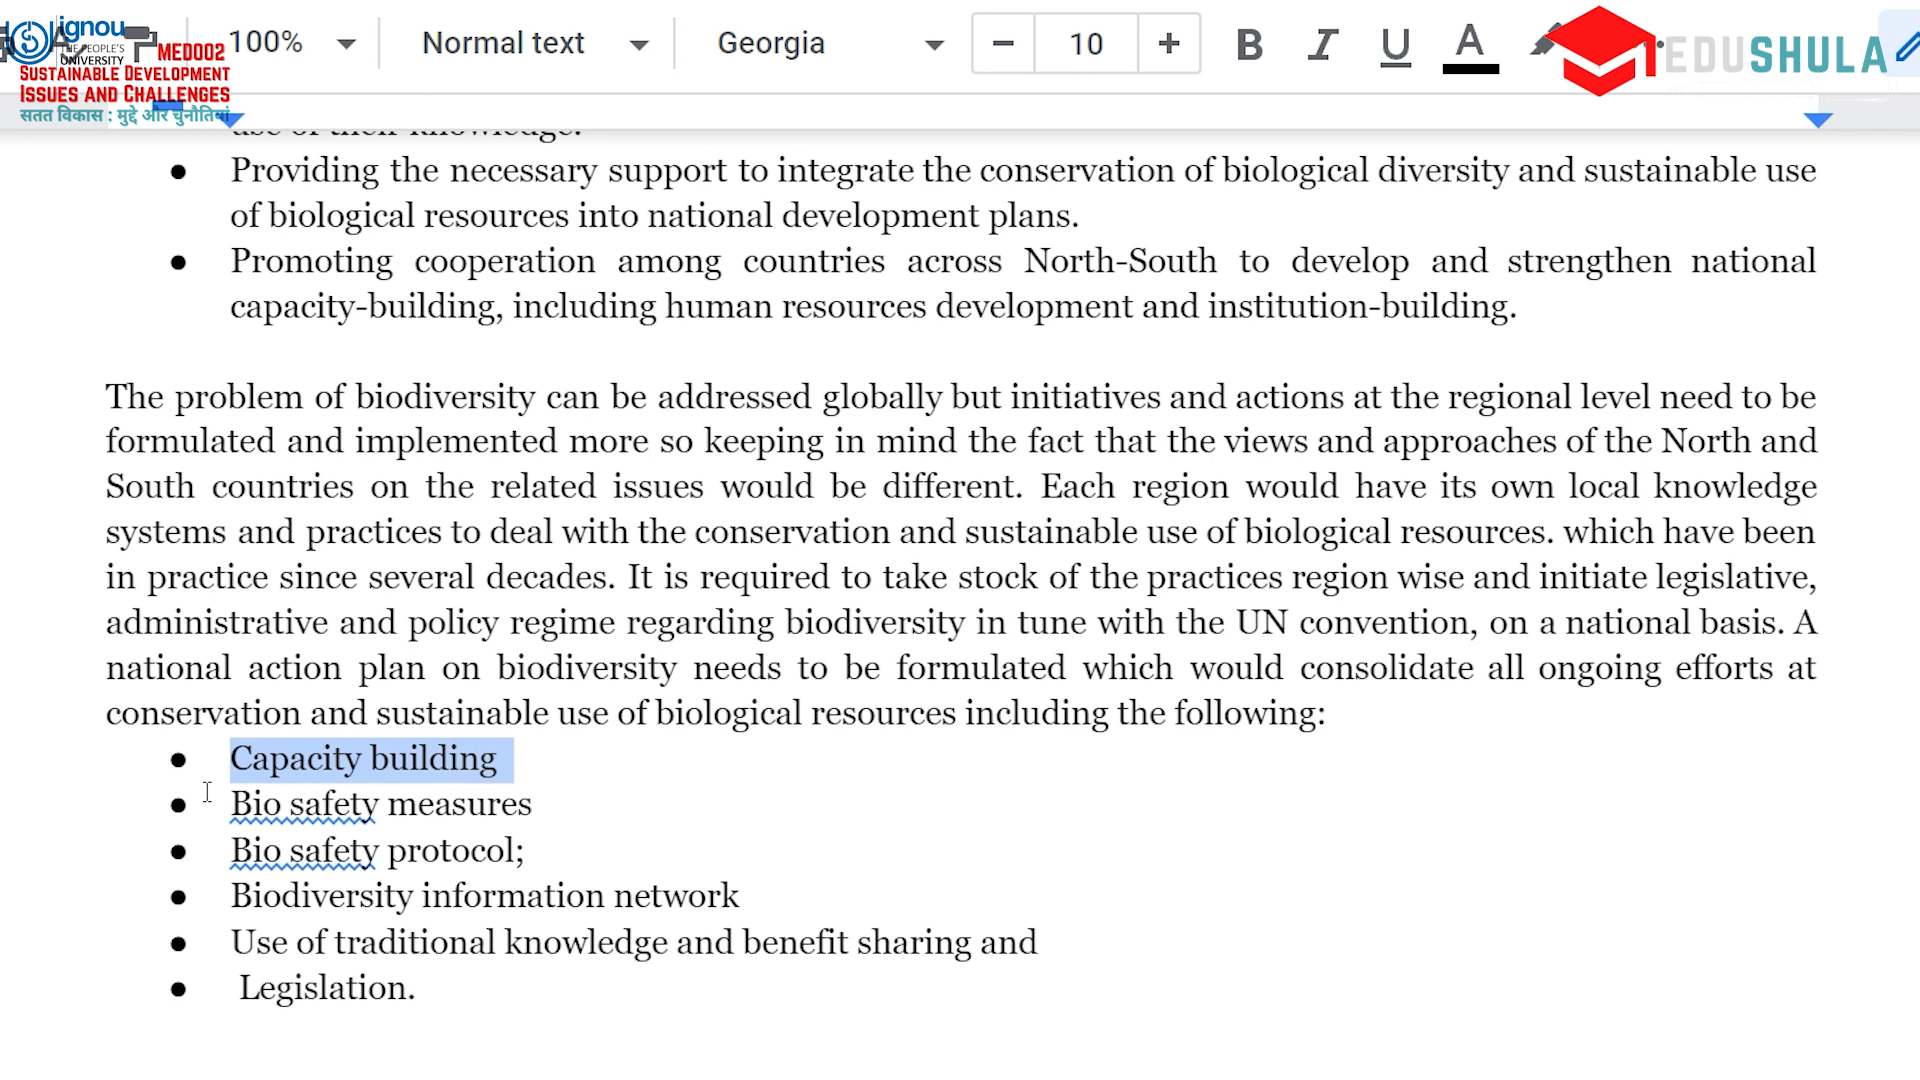 ignou
THE PEOPLE'S
UNIVERSITY
MED002
SUSTAINABLE DEVELOPMENT
ISSUES AND CHALLENGES
सतत विकास : मुद्दे और चुनौतियां
100% Normal text Georgia 10 B I U A
EDUSHULA
use of their knowledge.
● Providing the necessary support to integrate the conservation of biological diversity and sustainable use
of biological resources into national development plans.
● Promoting cooperation among countries across North-South to develop and strengthen national
capacity-building, including human resources development and institution-building.
The problem of biodiversity can be addressed globally but initiatives and actions at the regional level need to be
formulated and implemented more so keeping in mind the fact that the views and approaches of the North and
South countries on the related issues would be different. Each region would have its own local knowledge
systems and practices to deal with the conservation and sustainable use of biological resources. which have been
in practice since several decades. It is required to take stock of the practices region wise and initiate legislative,
administrative and policy regime regarding biodiversity in tune with the UN convention, on a national basis. A
national action plan on biodiversity needs to be formulated which would consolidate all ongoing efforts at
conservation and sustainable use of biological resources including the following:
● Capacity building
● Bio safety measures
● Bio safety protocol;
● Biodiversity information network
● Use of traditional knowledge and benefit sharing and
● Legislation.